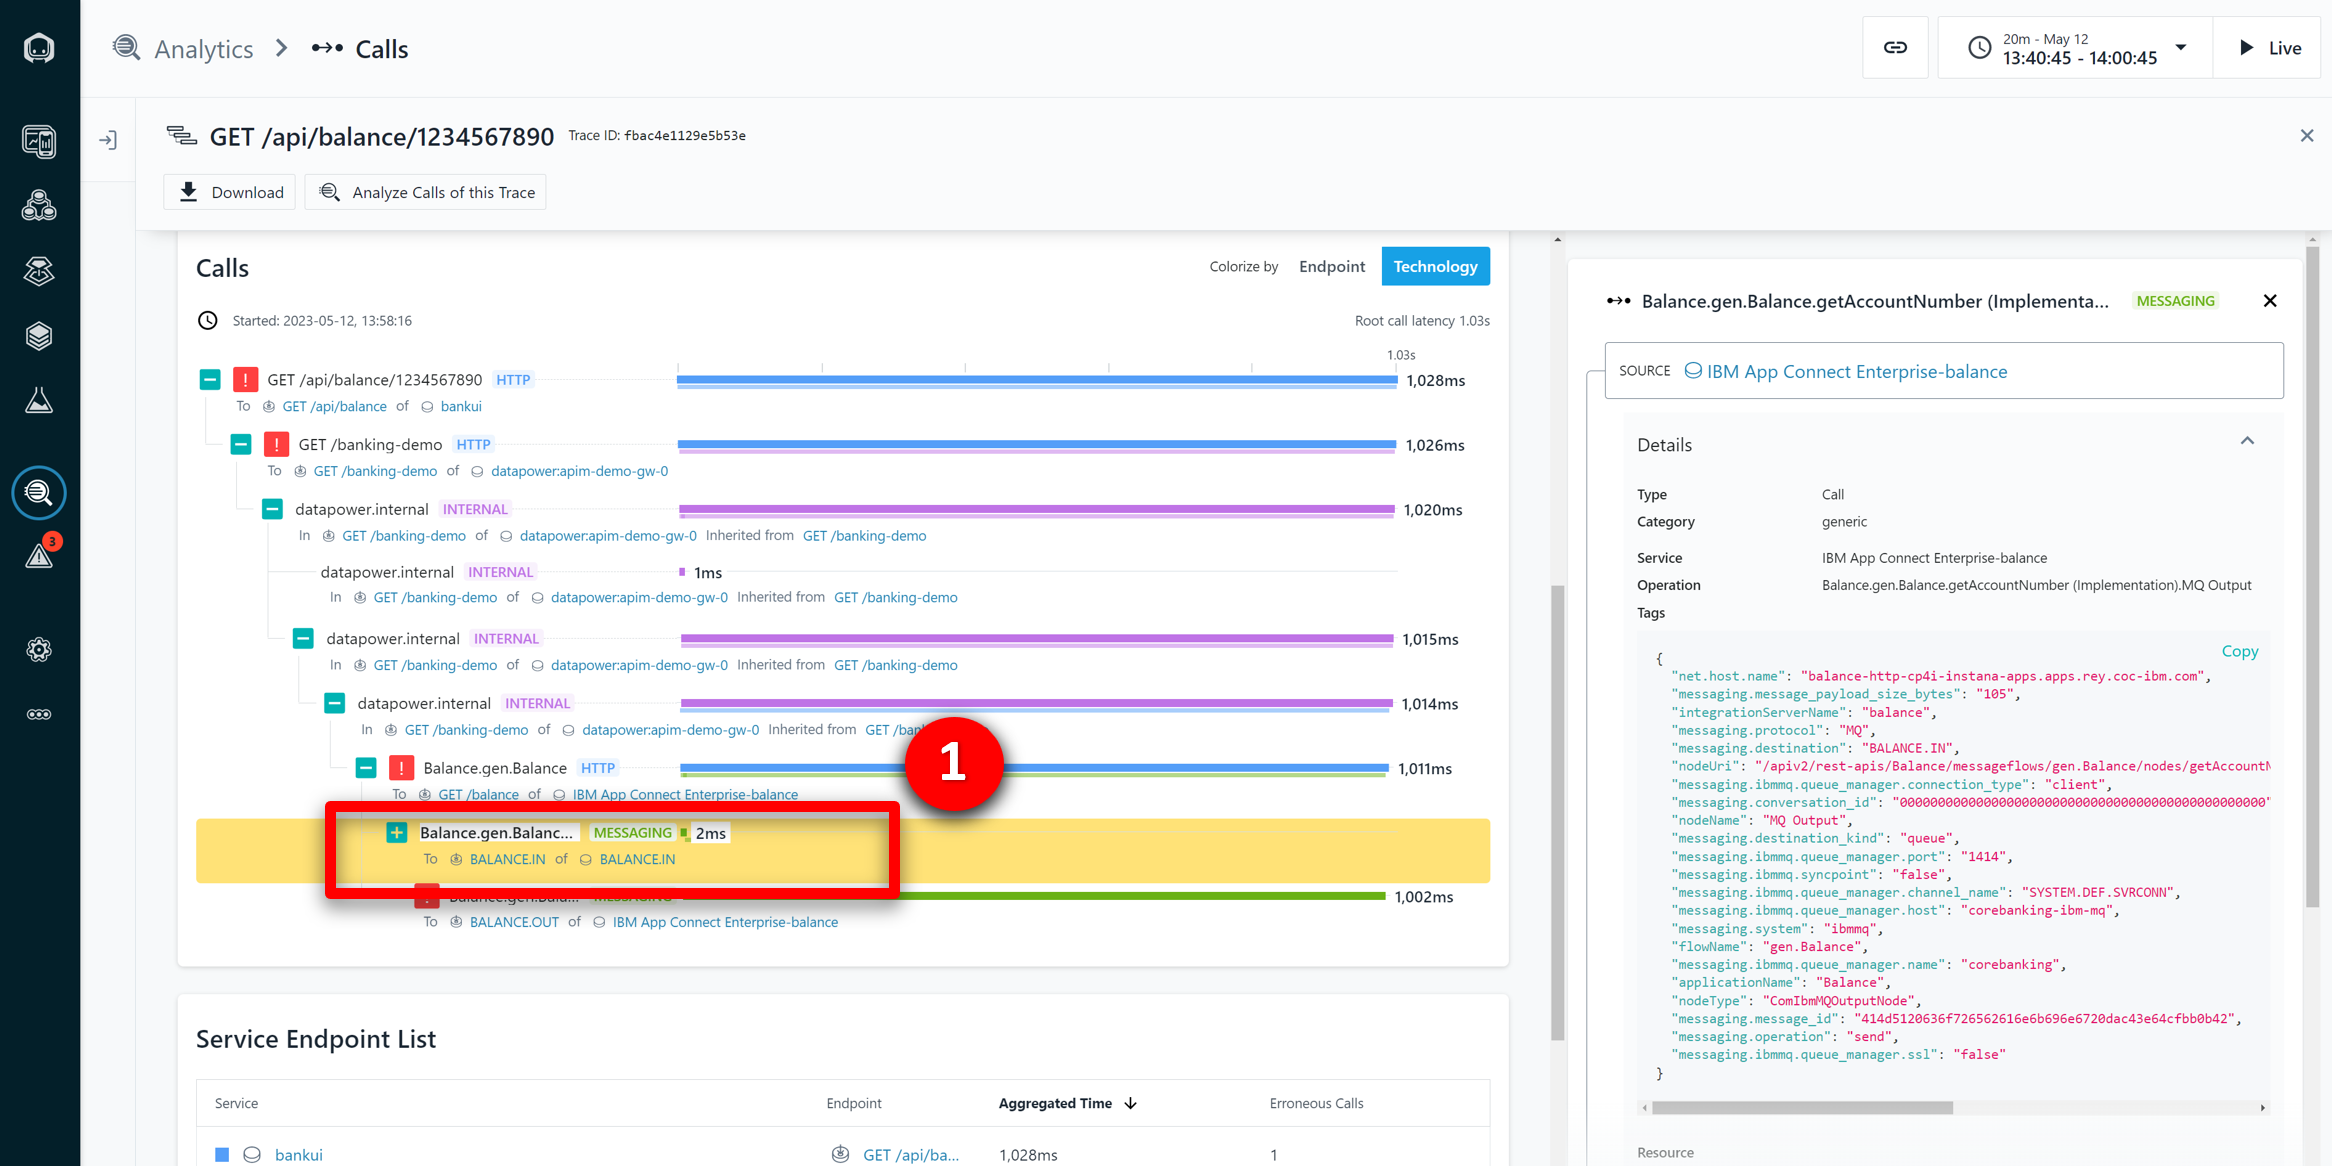 Analytics > Calls
20m - May 12
13:40:45 - 14:00:45
Live
GET /api/balance/1234567890 Trace ID: fbac4e1129e5b53e
Download
Analyze Calls of this Trace
3
Calls
Colorize by Endpoint Technology
Started: 2023-05-12, 13:58:16
Root call latency 1.03s
1.03s
! GET /api/balance/1234567890 HTTP 1,028ms
To GET /api/balance of bankui
! GET /banking-demo HTTP 1,026ms
To GET /banking-demo of datapower:apim-demo-gw-0
datapower.internal INTERNAL 1,020ms
In GET /banking-demo of datapower:apim-demo-gw-0 Inherited from GET /banking-demo
datapower.internal INTERNAL 1ms
In GET /banking-demo of datapower:apim-demo-gw-0 Inherited from GET /banking-demo
datapower.internal INTERNAL 1,015ms
In GET /banking-demo of datapower:apim-demo-gw-0 Inherited from GET /banking-demo
datapower.internal INTERNAL 1,014ms
In GET /banking-demo of datapower:apim-demo-gw-0 Inherited from GET
1
! Balance.gen.Balance HTTP 1,011ms
To GET /balance of IBM App Connect Enterprise-balance
Balance.gen.Balanc... MESSAGING 2ms
To BALANCE.IN of BALANCE.IN
1,002ms
To BALANCE.OUT of IBM App Connect Enterprise-balance
Service Endpoint List
Service Endpoint Aggregated Time Erroneous Calls
bankui GET /api/ba... 1,028ms 1
Balance.gen.Balance.getAccountNumber (Implementa... MESSAGING
SOURCE IBM App Connect Enterprise-balance
Details
Type Call
Category generic
Service IBM App Connect Enterprise-balance
Operation Balance.gen.Balance.getAccountNumber (Implementation).MQ Output
Tags
Copy
{
"net.host.name": "balance-http-cp4i-instana-apps.apps.rey.coc-ibm.com",
"messaging.message_payload_size_bytes": "105",
"integrationServerName": "balance",
"messaging.protocol": "MQ",
"messaging.destination": "BALANCE.IN",
"nodeUri": "/apiv2/rest-apis/Balance/messageflows/gen.Balance/nodes/getAccountN
"messaging.ibmmq.queue_manager.connection_type": "client",
"messaging.conversation_id": "000000000000000000000000000000000000000000000000"
"nodeName": "MQ Output",
"messaging.destination_kind": "queue",
"messaging.ibmmq.queue_manager.port": "1414",
"messaging.ibmmq.syncpoint": "false",
"messaging.ibmmq.queue_manager.channel_name": "SYSTEM.DEF.SVRCONN",
"messaging.ibmmq.queue_manager.host": "corebanking-ibm-mq",
"messaging.system": "ibmmq",
"flowName": "gen.Balance",
"messaging.ibmmq.queue_manager.name": "corebanking",
"applicationName": "Balance",
"nodeType": "ComIbmMQOutputNode",
"messaging.message_id": "414d5120636f726562616e6b696e6720dac43e64cfbb0b42",
"messaging.operation": "send",
"messaging.ibmmq.queue_manager.ssl": "false"
}
Resource